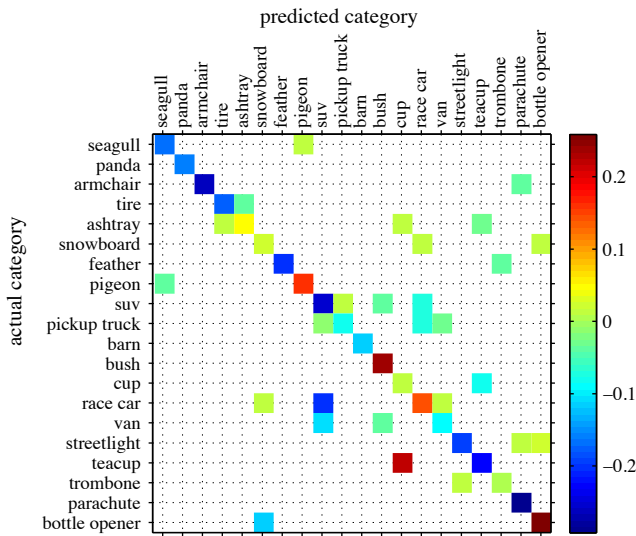 predicted category
seagull
panda
armchair
tire
ashtray
snowboard
feather
pigeon
suv
pickup truck
barn
bush
cup
race car
van
streetlight
teacup
trombone
parachute
bottle opener
actual category
seagull
panda
armchair
tire
ashtray
snowboard
feather
pigeon
suv
pickup truck
barn
bush
cup
race car
van
streetlight
teacup
trombone
parachute
bottle opener
0.2
0.1
0
−0.1
−0.2